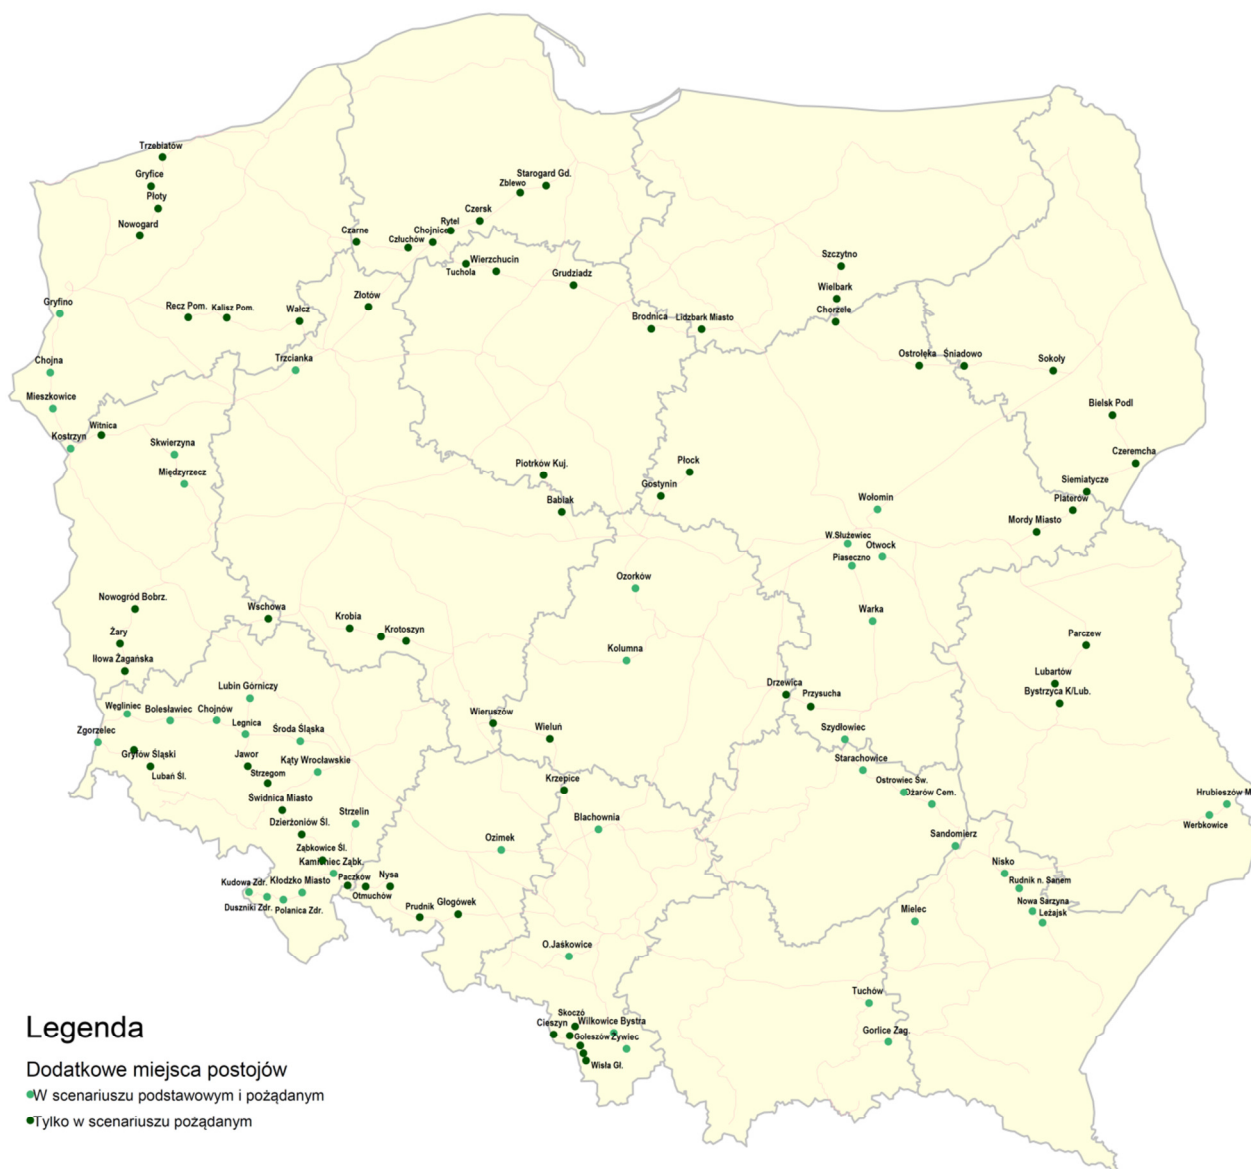 Trzebiatów
Gryfice
Płoty
Nowogard
Starogard Gd.
Zblewo
Czersk
Rytel
Chojnice
Człuchów
Czarne
Tuchola
Wierzchucin
Grudziadz
Szczytno
Wielbark
Chorzele
Gryfino
Recz Pom.
Kalisz Pom.
Wałcz
Złotów
Brodnica
Lidzbark Miasto
Chojna
Trzcianka
Ostrołęka
Śniadowo
Sokoły
Mieszkowice
Witnica
Kostrzyn
Skwierzyna
Międzyrzecz
Bielsk Podl
Czeremcha
Siemiatycze
Platerów
Mordy Miasto
Piotrków Kuj.
Babiak
Płock
Gostynin
Wołomin
W.Służewiec
Otwock
Piaseczno
Ozorków
Warka
Nowogród Bobrz.
Żary
Iłowa Żagańska
Wschowa
Krobia
Krotoszyn
Kolumna
Parczew
Lubartów
Bystrzyca K/Lub.
Drzewica
Przysucha
Lubin Górniczy
Węgliniec
Bolesławiec
Chojnów
Legnica
Środa Śląska
Zgorzelec
Gryfów Śląski
Lubań Śl.
Jawor
Strzegom
Kąty Wrocławskie
Wieruszów
Wieluń
Szydłowiec
Starachowice
Ostrowiec Św.
Ożarów Cem.
Krzepice
Swidnica Miasto
Dzierżoniów Śl.
Strzelin
Blachownia
Ozimek
Sandomierz
Hrubieszów M
Werbkowice
Ząbkowice Śl.
Kamieniec Ząbk.
Kudowa Zdr.
Kłodzko Miasto
Duszniki Zdr.
Polanica Zdr.
Paczków
Otmuchów
Nysa
Prudnik
Głogówek
Nisko
Rudnik n. Sanem
Nowa Sarzyna
Leżajsk
Mielec
O.Jaśkowice
Tuchów
Gorlice Zag.
Skoczó
Cieszyn
Wilkowice Bystra
Goleszów
Żywiec
Wisła Gł.
Legenda
Dodatkowe miejsca postojów
W scenariuszu podstawowym i pożądanym
Tylko w scenariuszu pożądanym